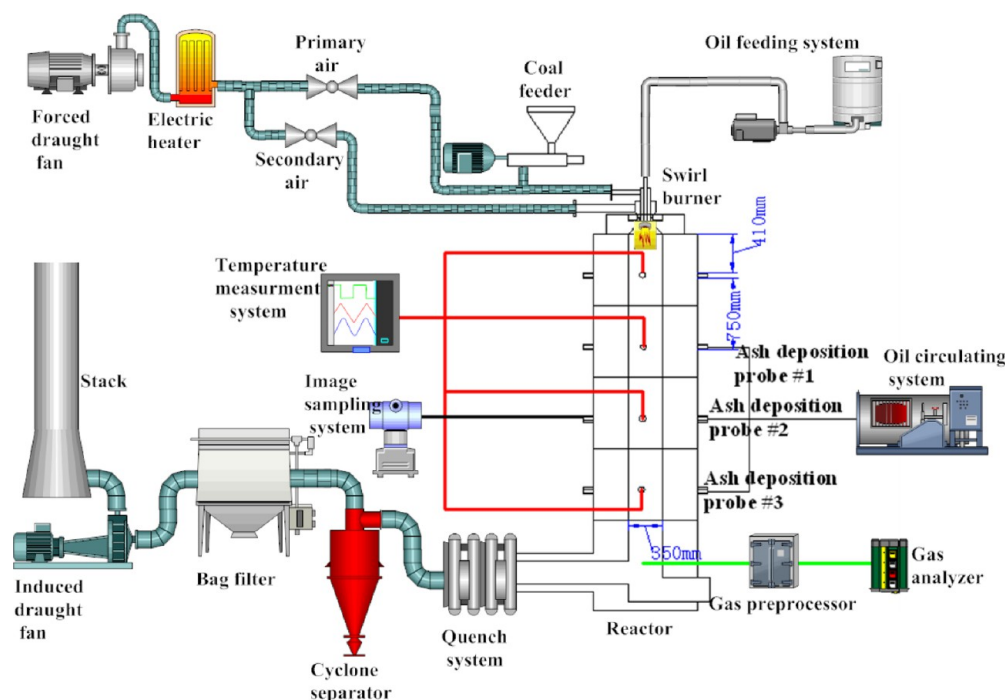 Primary
air
Oil feeding system
Coal
feeder
Forced
draught
fan
Electric
heater
Secondary
air
Swirl
burner
410mm
750mm
Temperature
measurment
system
Ash deposition
probe #1
Oil circulating
system
Stack
Image
sampling
system
Ash deposition
probe #2
Ash deposition
probe #3
350mm
Induced
draught
fan
Bag filter
Cyclone
separator
Quench
system
Reactor
Gas preprocessor
Gas
analyzer